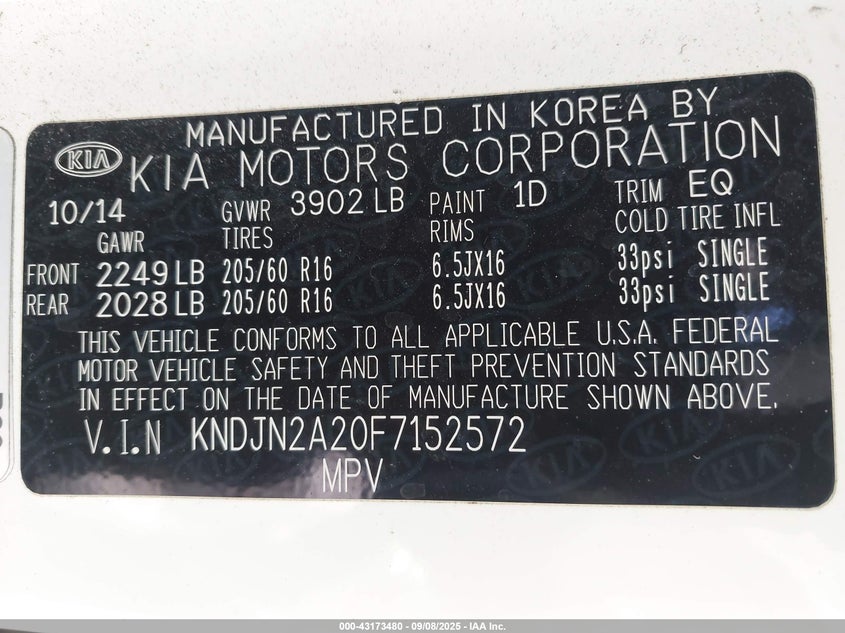 MANUFACTURED IN KOREA BY
KIA KIA MOTORS CORPORATION
10/14 GVWR 3902 LB PAINT 1D TRIM EQ
GAWR TIRES RIMS COLD TIRE INFL
FRONT 2249 LB 205/60 R16 6.5JX16 33psi SINGLE
REAR 2028 LB 205/60 R16 6.5JX16 33psi SINGLE
THIS VEHICLE CONFORMS TO ALL APPLICABLE U.S.A. FEDERAL
MOTOR VEHICLE SAFETY AND THEFT PREVENTION STANDARDS
IN EFFECT ON THE DATE OF MANUFACTURE SHOWN ABOVE.
V.I.N KNDJN2A20F7152572
MPV
000-43173480 - 09/08/2025 - IAA Inc.